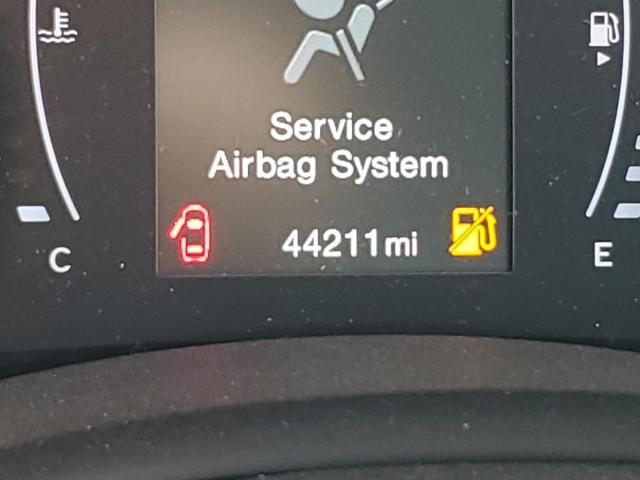 Service
Airbag System
44211mi
C
E